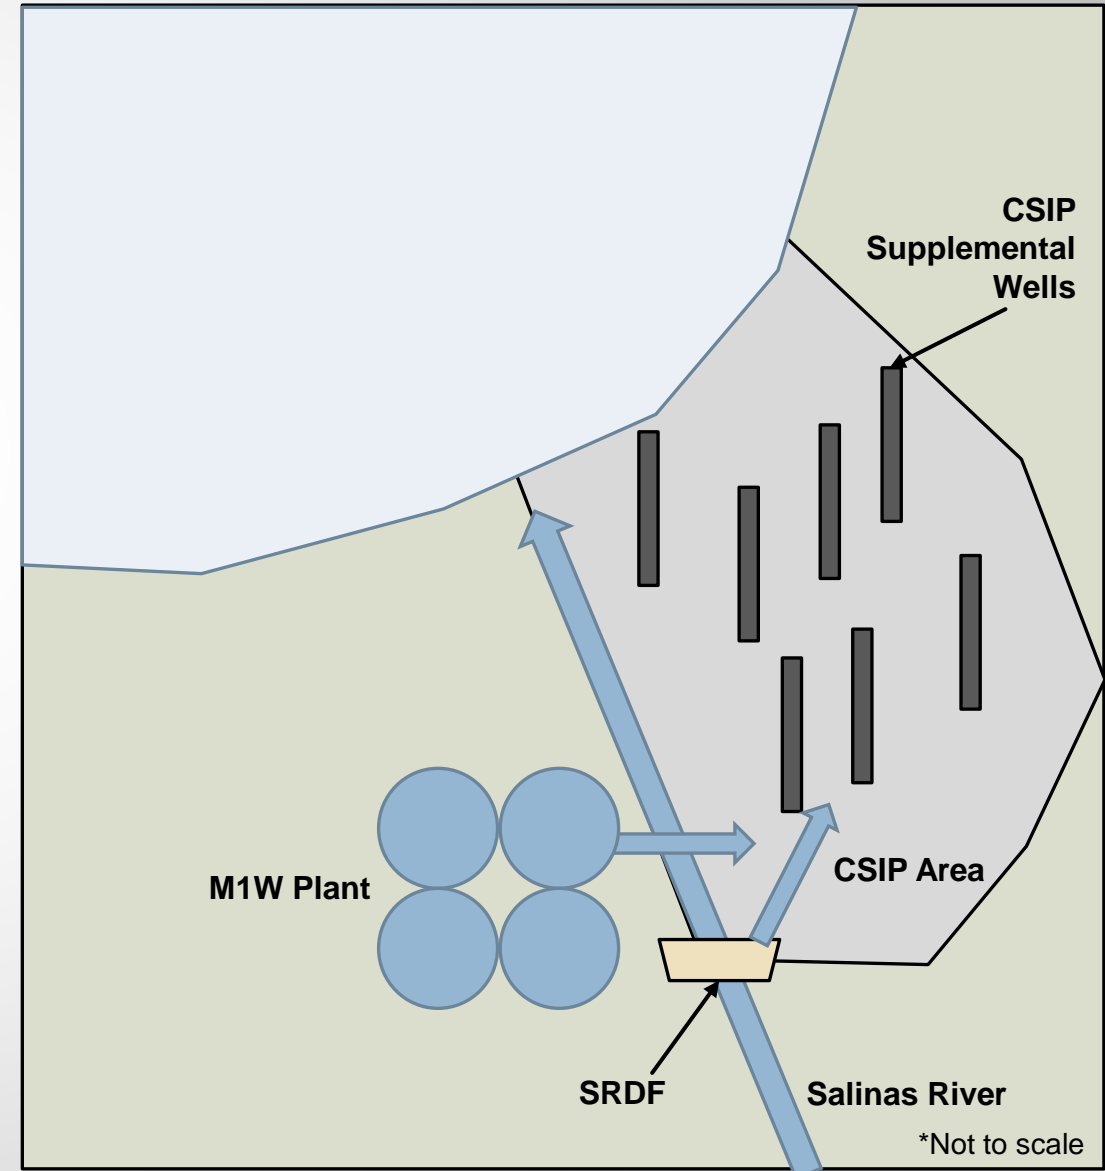 CSIP
Supplemental
Wells
M1W Plant
CSIP Area
SRDF
Salinas River
*Not to scale